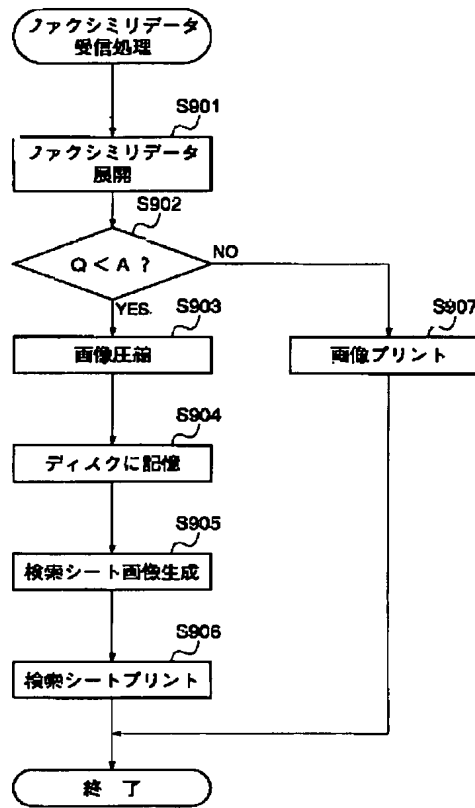 ファクシミリデータ
受信処理
S901
ファクシミリデータ
展開
S902
Q < A ?
NO
YES.
S903
画像圧縮
S907
画像プリント
S904
ディスクに記憶
S905
検索シート画像生成
S906
検索シートプリント
終 了